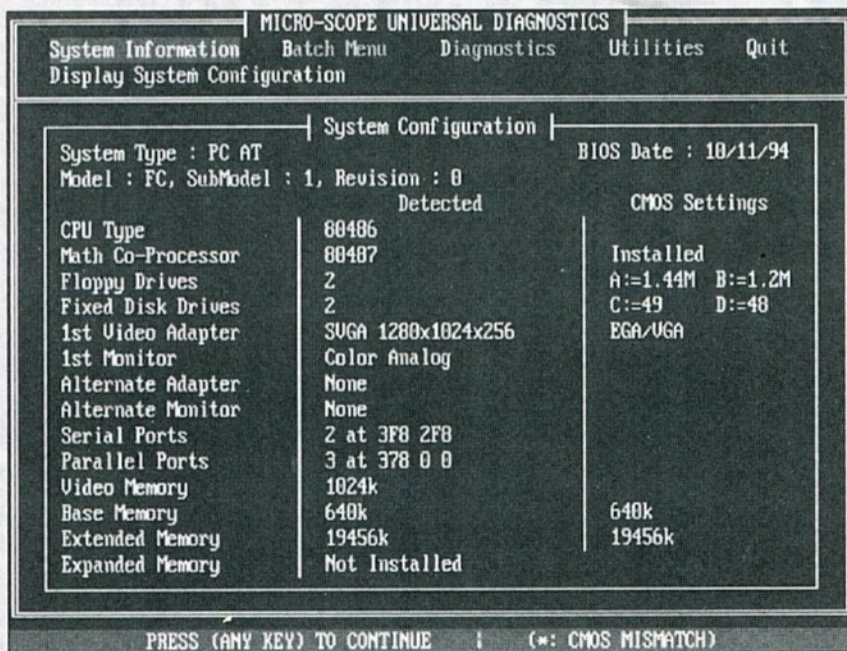 MICRO-SCOPE UNIVERSAL DIAGNOSTICS
System Information Batch Menu Diagnostics Utilities Quit
Display System Configuration
System Configuration
System Type : PC AT BIOS Date : 10/11/94
Model : FC, SubModel : 1, Revision : 0
Detected CMOS Settings
CPU Type 80486
Math Co-Processor 80487 Installed
Floppy Drives 2 A:=1.44M B:=1.2M
Fixed Disk Drives 2 C:=49 D:=48
1st Video Adapter SVGA 1280x1024x256 EGA/VGA
1st Monitor Color Analog
Alternate Adapter None
Alternate Monitor None
Serial Ports 2 at 3F8 2F8
Parallel Ports 3 at 378 0 0
Video Memory 1024k
Base Memory 640k 640k
Extended Memory 19456k 19456k
Expanded Memory Not Installed
PRESS (ANY KEY) TO CONTINUE ¦ (*: CMOS MISMATCH)